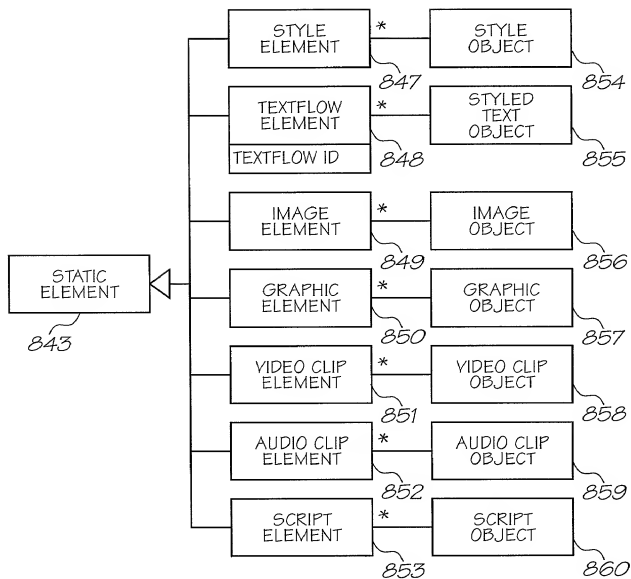 STYLE
ELEMENT
*
STYLE
OBJECT
847
854
TEXTFLOW
ELEMENT
*
STYLED
TEXT
OBJECT
TEXTFLOW ID
848
855
IMAGE
ELEMENT
*
IMAGE
OBJECT
849
856
STATIC
ELEMENT
843
GRAPHIC
ELEMENT
*
GRAPHIC
OBJECT
850
857
VIDEO CLIP
ELEMENT
*
VIDEO CLIP
OBJECT
851
858
AUDIO CLIP
ELEMENT
*
AUDIO CLIP
OBJECT
852
859
SCRIPT
ELEMENT
*
SCRIPT
OBJECT
853
860